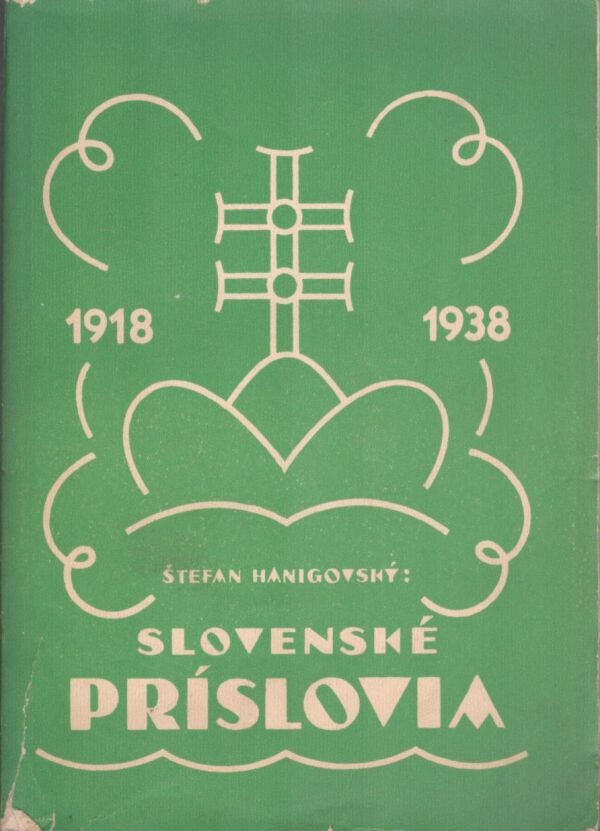 1918 1938
ŠTEFAN HANIGOVSKÝ:
SLOVENSKÉ
PRÍSLOVIA